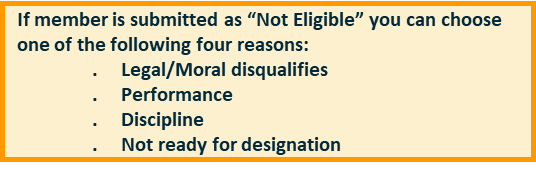 If member is submitted as “Not Eligible” you can choose
one of the following four reasons:
. Legal/Moral disqualifies
. Performance
. Discipline
. Not ready for designation